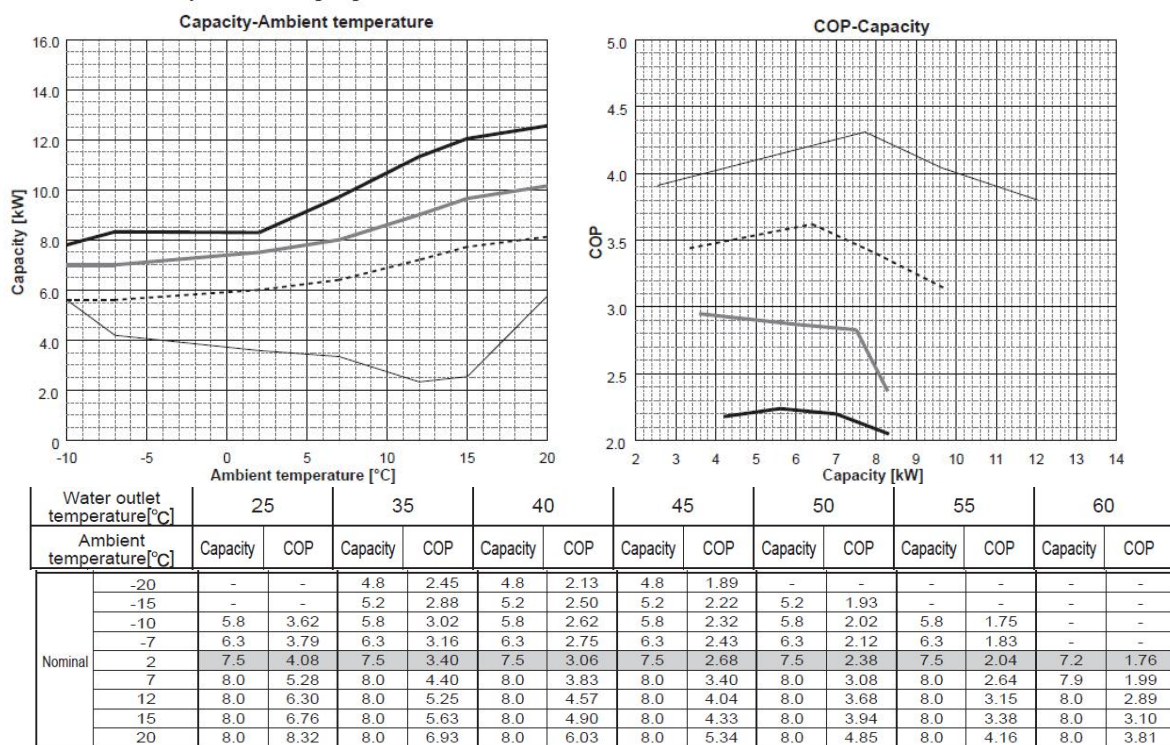 Capacity-Ambient temperature
16.0
14.0
12.0
10.0
8.0
6.0
4.0
2.0
0
Capacity [kW]
-10 -5 0 5 10 15 20
Ambient temperature [°C]
COP-Capacity
5.0
4.5
4.0
3.5
3.0
2.5
2.0
COP
2 3 4 5 6 7 8 9 10 11 12 13 14
Capacity [kW]
Water outlet temperature[°C] 25 35 40 45 50 55 60
Ambient temperature[°C] Capacity COP Capacity COP Capacity COP Capacity COP Capacity COP Capacity COP Capacity COP
Nominal
-20 - - 4.8 2.45 4.8 2.13 4.8 1.89 - - - - - -
-15 - - 5.2 2.88 5.2 2.50 5.2 2.22 5.2 1.93 - - - -
-10 5.8 3.62 5.8 3.02 5.8 2.62 5.8 2.32 5.8 2.02 5.8 1.75 - -
-7 6.3 3.79 6.3 3.16 6.3 2.75 6.3 2.43 6.3 2.12 6.3 1.83 - -
2 7.5 4.08 7.5 3.40 7.5 3.06 7.5 2.68 7.5 2.38 7.5 2.04 7.2 1.76
7 8.0 5.28 8.0 4.40 8.0 3.83 8.0 3.40 8.0 3.08 8.0 2.64 7.9 1.99
12 8.0 6.30 8.0 5.25 8.0 4.57 8.0 4.04 8.0 3.68 8.0 3.15 8.0 2.89
15 8.0 6.76 8.0 5.63 8.0 4.90 8.0 4.33 8.0 3.94 8.0 3.38 8.0 3.10
20 8.0 8.32 8.0 6.93 8.0 6.03 8.0 5.34 8.0 4.85 8.0 4.16 8.0 3.81